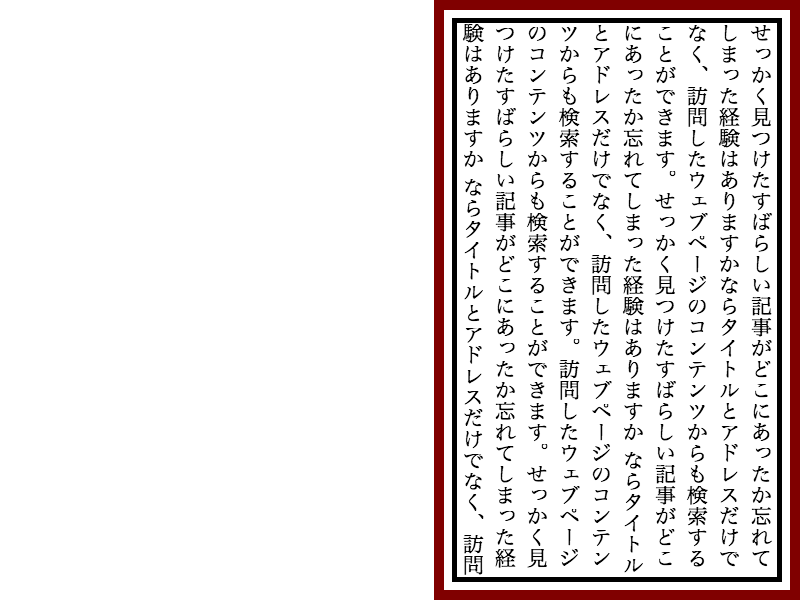 せっかく見つけたすばらしい記事がどこにあったか忘れて
しまった経験はありますかならタイトルとアドレスだけで
なく、訪問したウェブページのコンテンツからも検索する
ことができます。せっかく見つけたすばらしい記事がどこ
にあったか忘れてしまった経験はありますか ならタイトル
とアドレスだけでなく、訪問したウェブページのコンテン
ツからも検索することができます。訪問したウェブページ
のコンテンツからも検索することができます。せっかく見
つけたすばらしい記事がどこにあったか忘れてしまった経
験はありますか ならタイトルとアドレスだけでなく、訪問